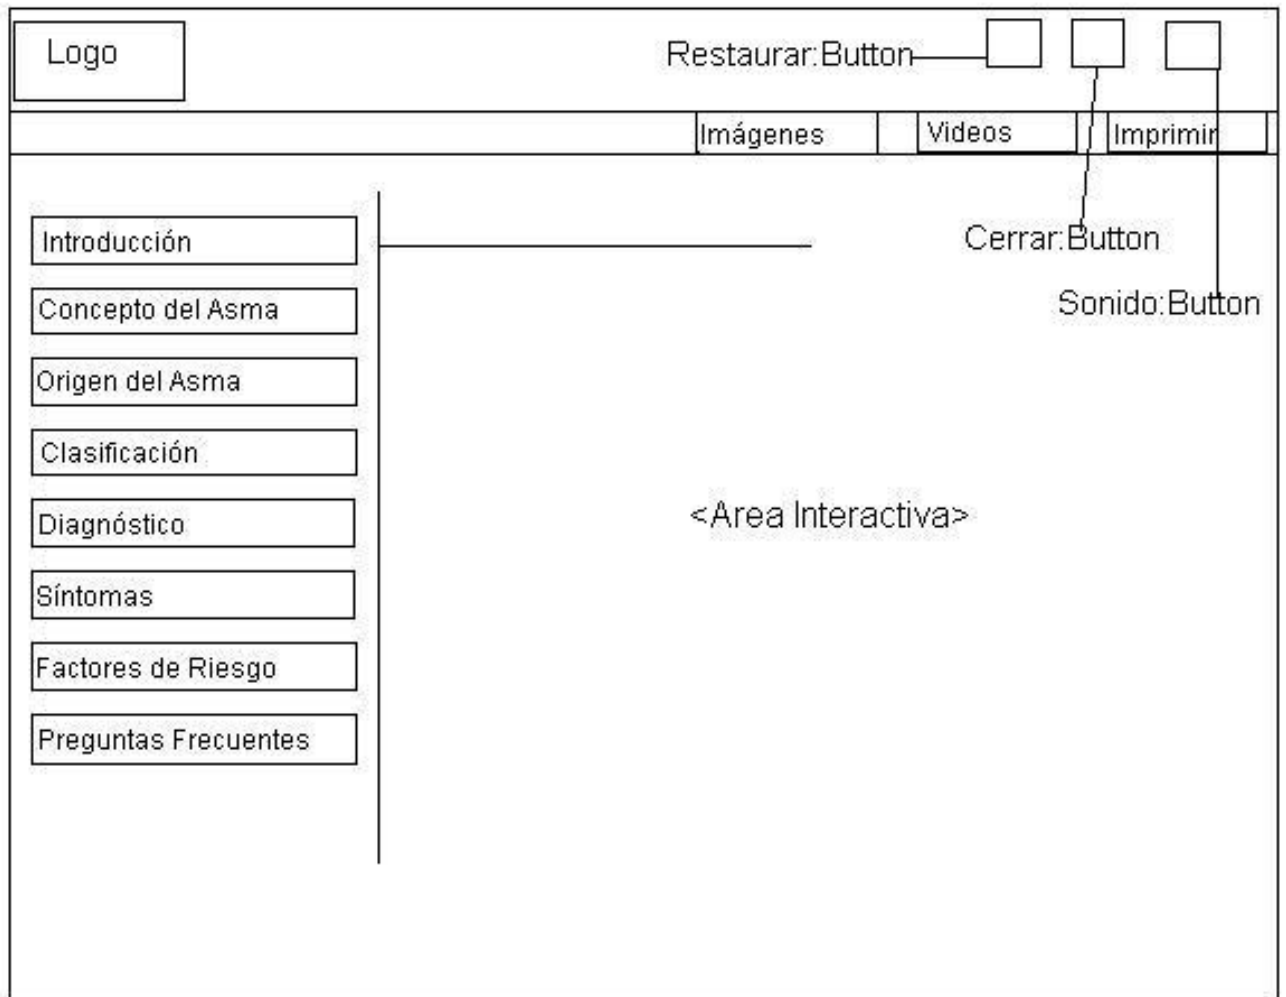 Logo
Restaurar:Button
Imágenes
Videos
Imprimir
Introducción
Cerrar:Button
Concepto del Asma
Sonido:Button
Origen del Asma
Clasificación
Diagnóstico
<Area Interactiva>
Síntomas
Factores de Riesgo
Preguntas Frecuentes